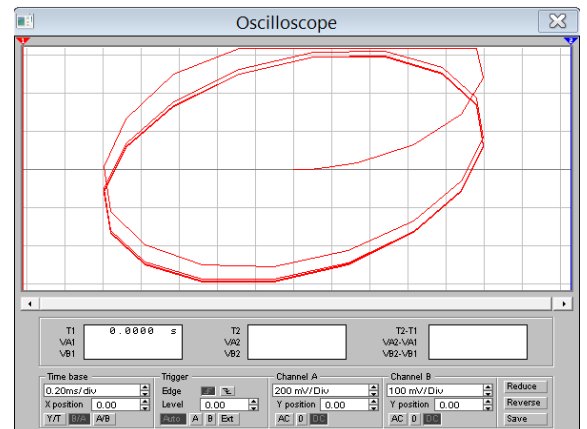 Oscilloscope
1 2
T1 0.0000 s T2 T2-T1
VA1 VA2 VA2-VA1
VB1 VB2 VB2-VB1
Time base Trigger Channel A Channel B
0.20ms/div Edge 200 mV/Div 100 mV/Div Reduce
X position 0.00 Level 0.00 Y position 0.00 Y position 0.00 Reverse
Y/T B/A A/B Auto A B Ext AC 0 DC AC 0 DC Save